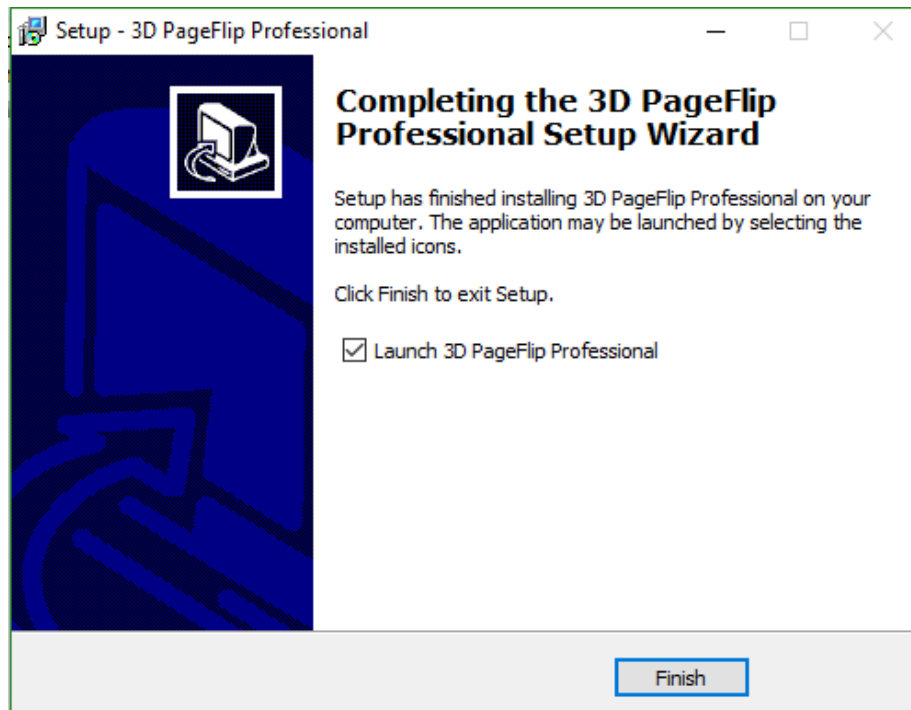 Setup - 3D PageFlip Professional
Completing the 3D PageFlip
Professional Setup Wizard
Setup has finished installing 3D PageFlip Professional on your
computer. The application may be launched by selecting the
installed icons.
Click Finish to exit Setup.
Launch 3D PageFlip Professional
Finish